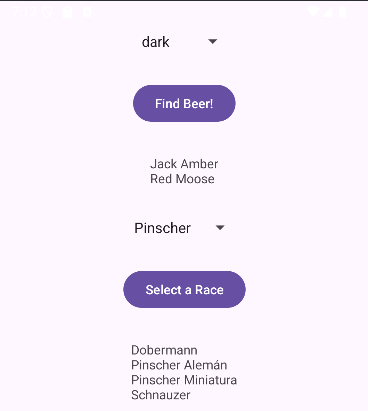 dark
Find Beer!
Jack Amber
Red Moose
Pinscher
Select a Race
Dobermann
Pinscher Alemán
Pinscher Miniatura
Schnauzer